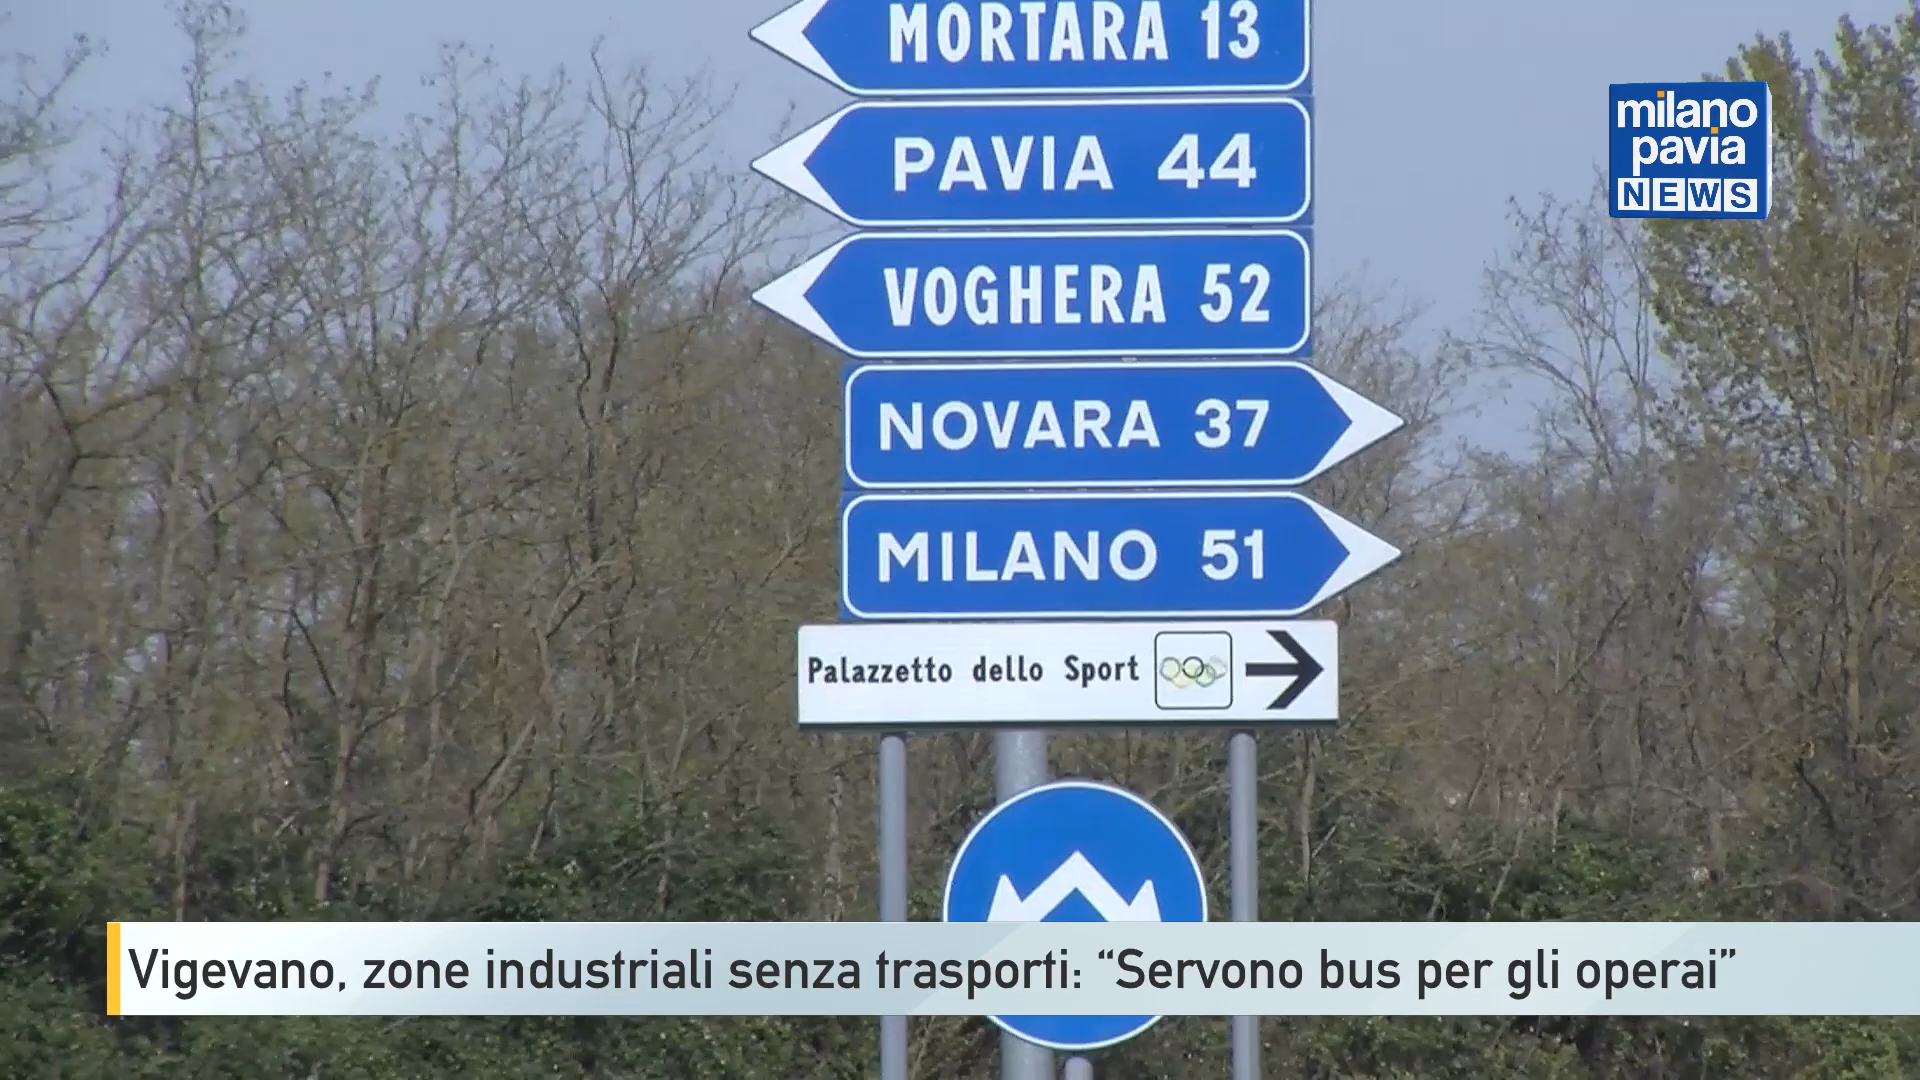 MORTARA 13
PAVIA 44
VOGHERA 52
NOVARA 37
MILANO 51
Palazzetto dello Sport
milano
pavia
NEWS
Vigevano, zone industriali senza trasporti: “Servono bus per gli operai”